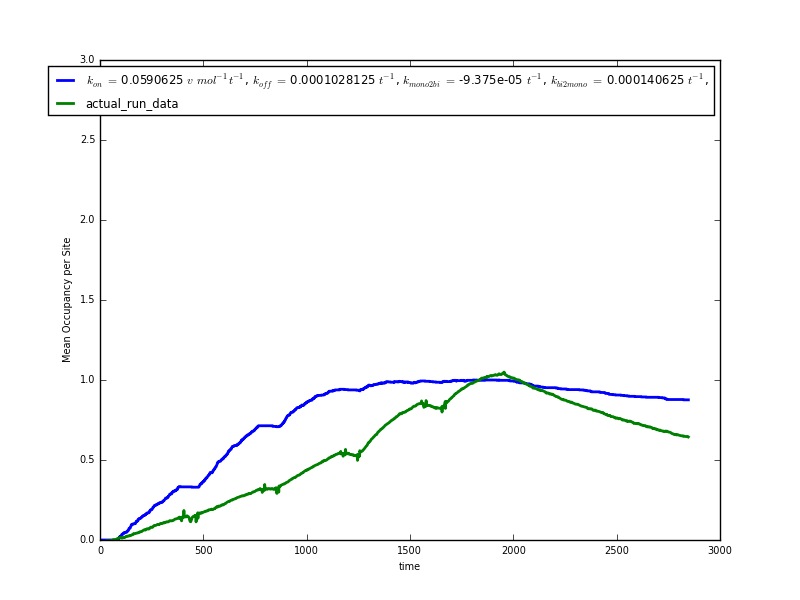 3.0
k_on = 0.0590625 v mol^−1 t^−1, k_off = 0.0001028125 t^−1, k_mono2bi = -9.375e-05 t^−1, k_bi2mono = 0.000140625 t^−1,
actual_run_data
2.5
2.0
1.5
1.0
0.5
0.0
Mean Occupancy per Site
0 500 1000 1500 2000 2500 3000
time